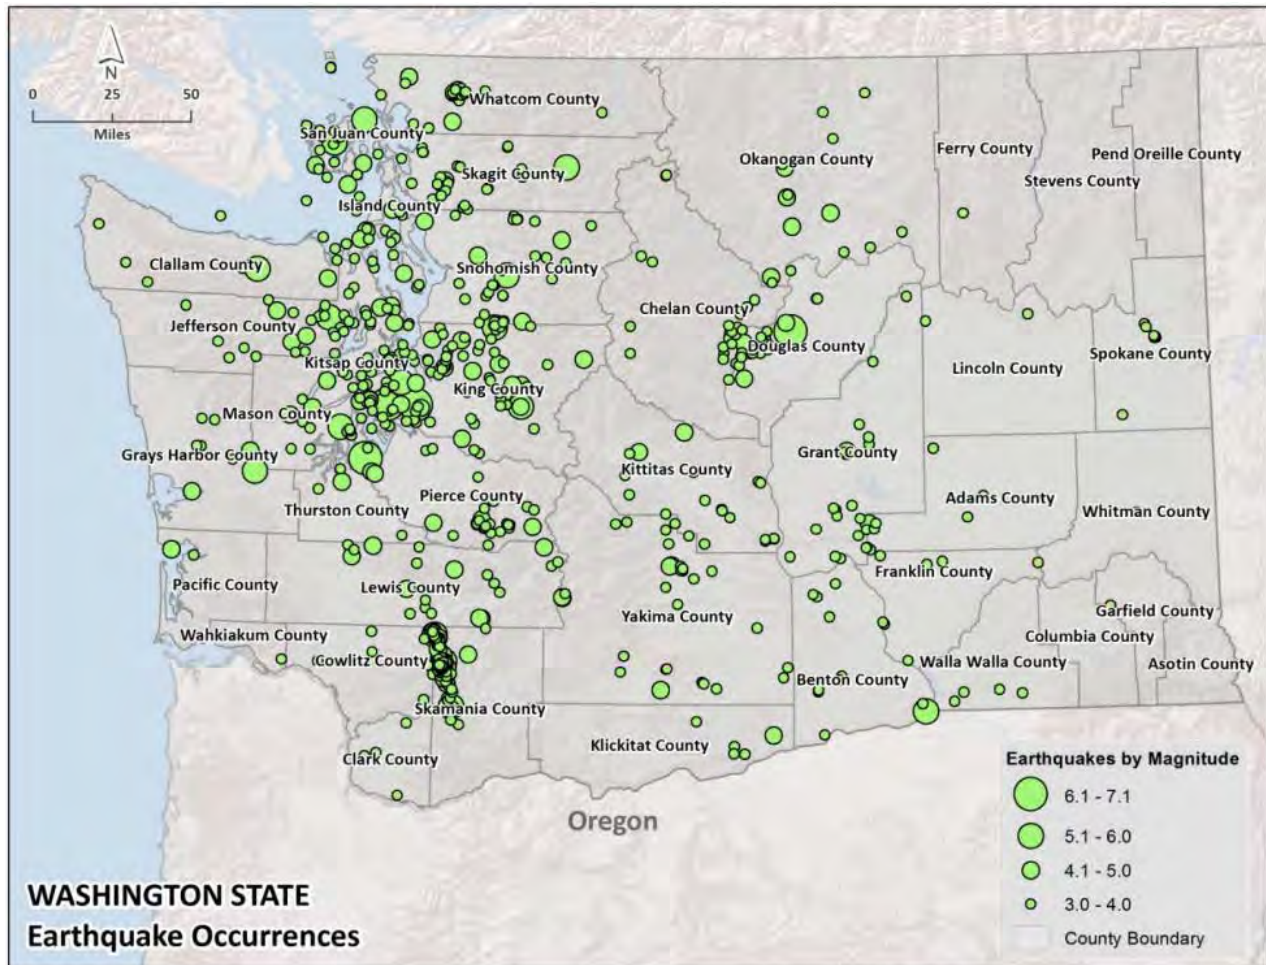 N
0 25 50
Miles
Whatcom County
San Juan County
Skagit County
Okanogan County
Ferry County
Pend Oreille County
Stevens County
Island County
Clallam County
Snohomish County
Chelan County
Jefferson County
Douglas County
Spokane County
Kitsap County
Lincoln County
King County
Mason County
Grays Harbor County
Grant County
Kittitas County
Pierce County
Adams County
Thurston County
Whitman County
Franklin County
Pacific County
Lewis County
Garfield County
Yakima County
Wahkiakum County
Columbia County
Cowlitz County
Walla Walla County
Asotin County
Benton County
Skamania County
Klickitat County
Clark County
Oregon
Earthquakes by Magnitude
6.1 - 7.1
5.1 - 6.0
4.1 - 5.0
3.0 - 4.0
County Boundary
WASHINGTON STATE
Earthquake Occurrences